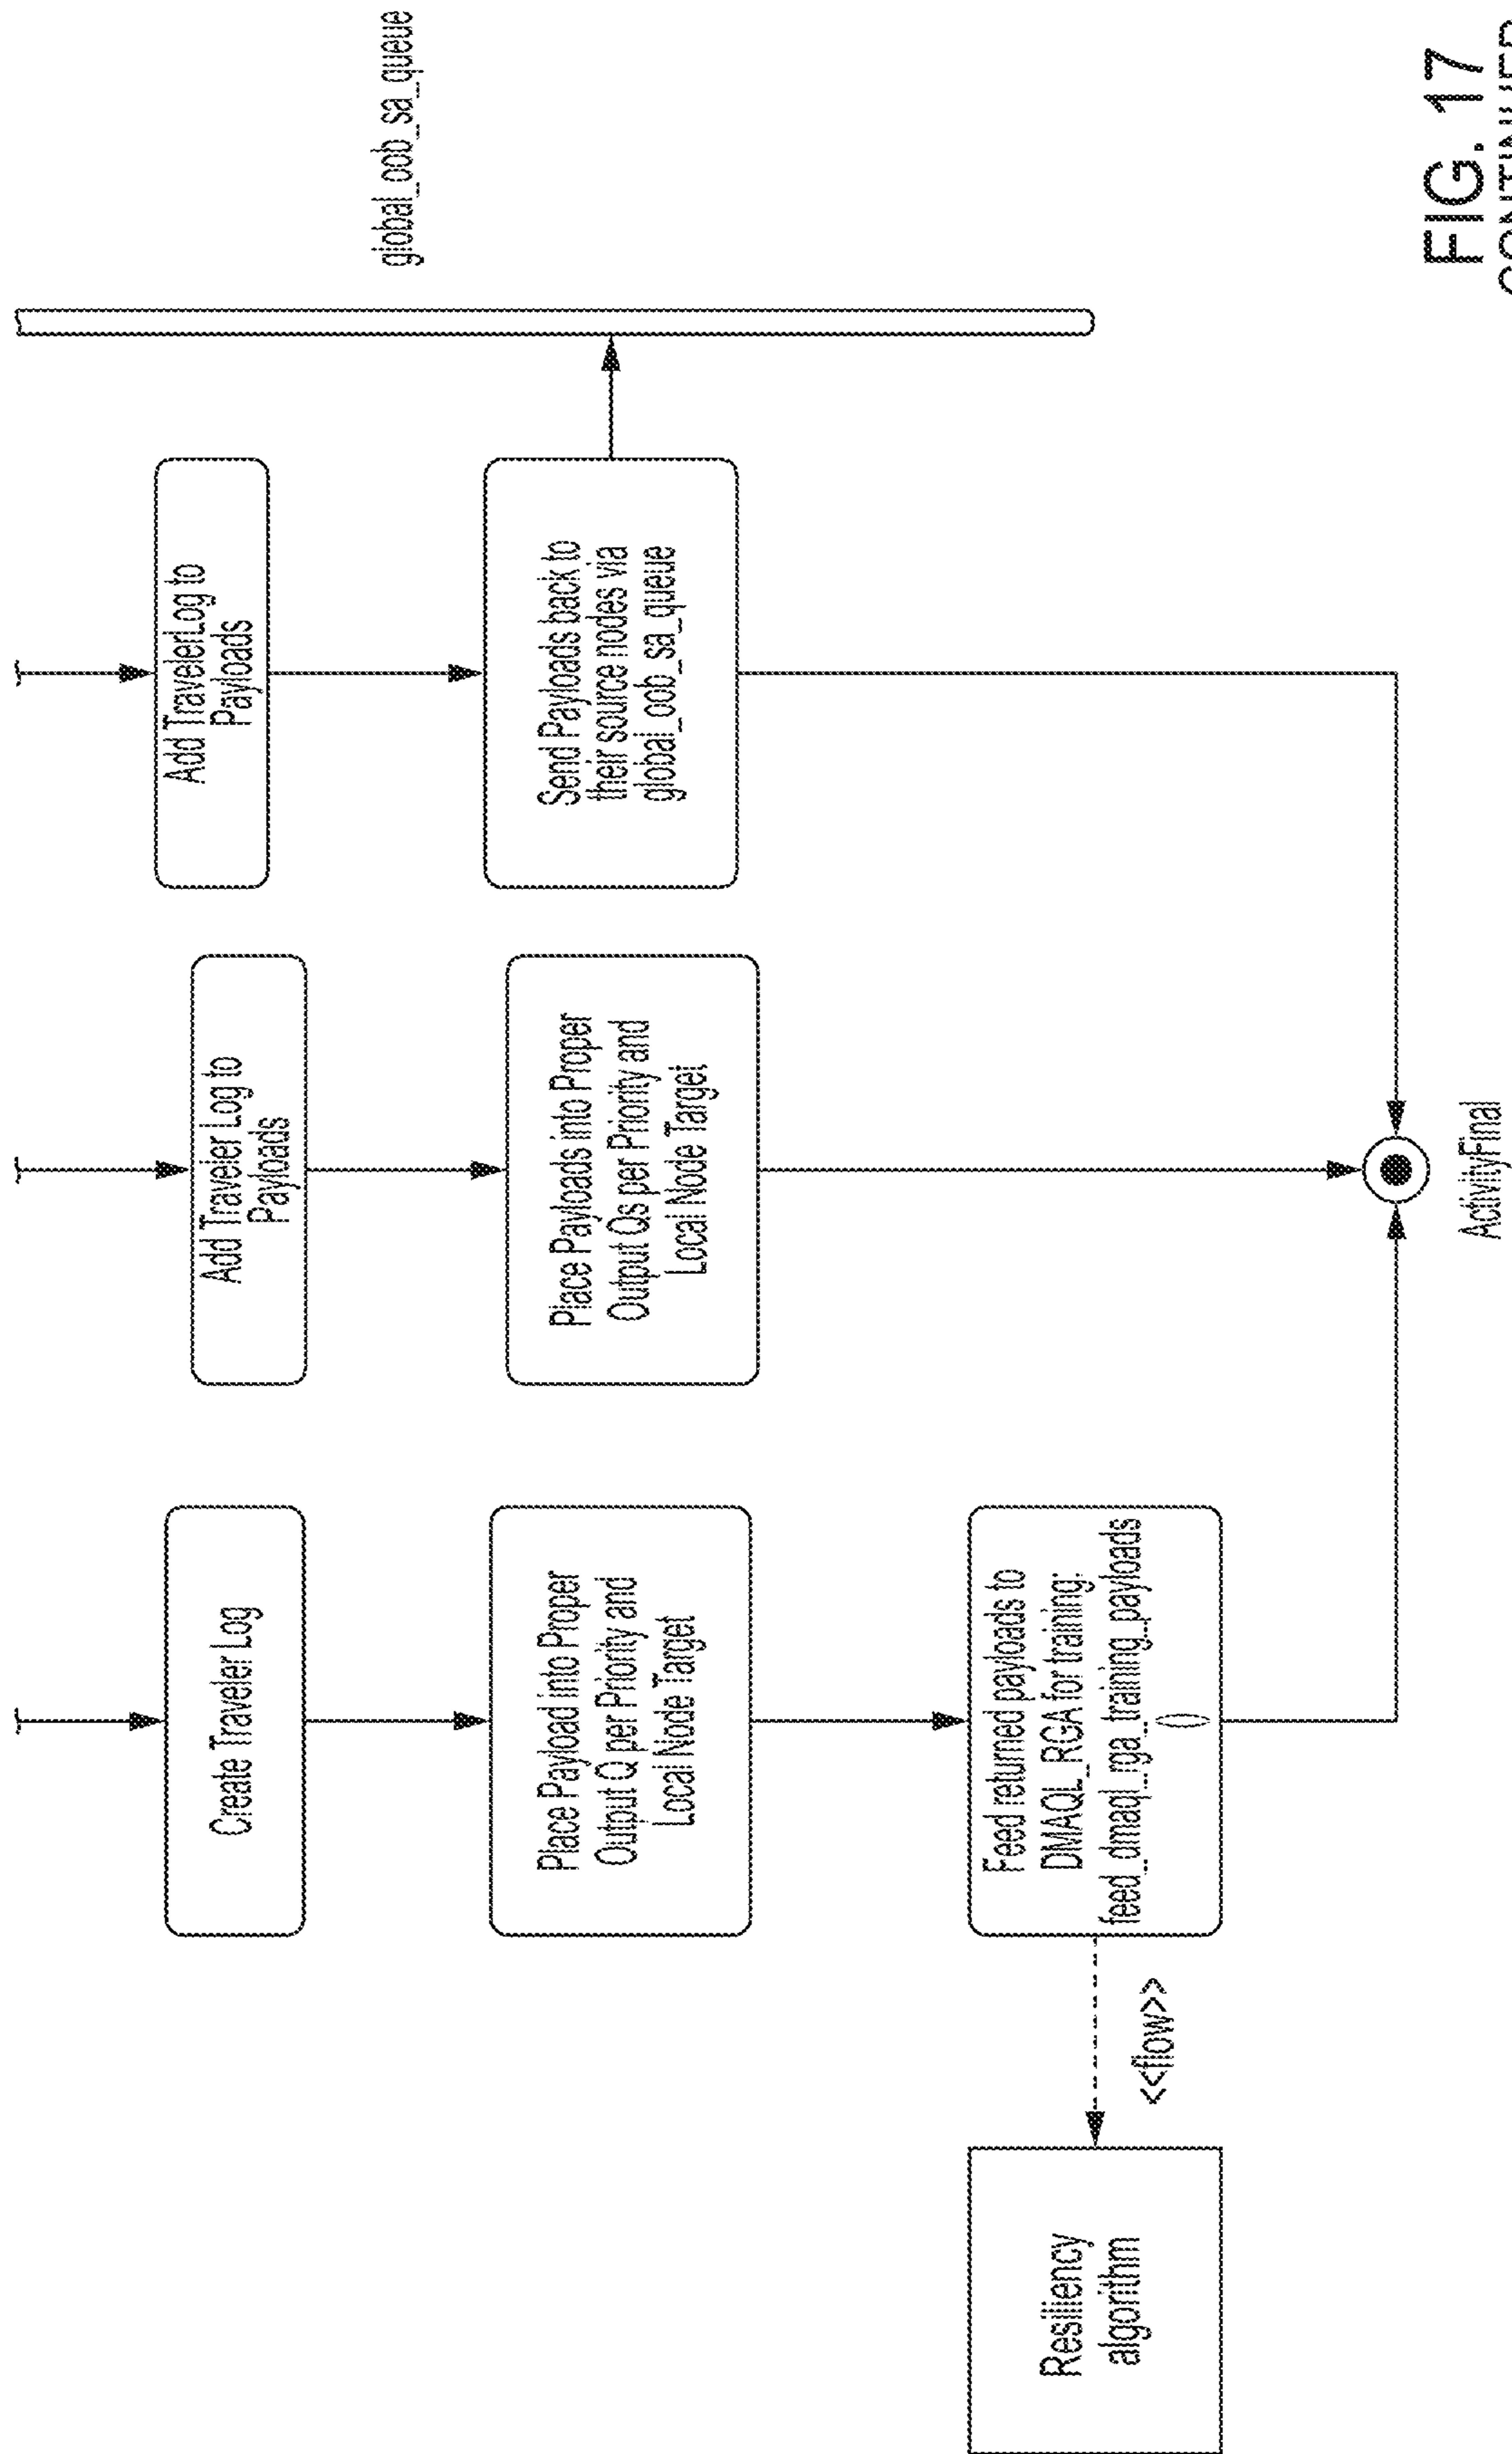 Create Traveler Log
Add Traveler Log to
Payloads
Add TravelerLog to
Payloads
global_oob_sa_queue
Place Payload into Proper
Output Q per Priority and
Local Node Target
Place Payloads into Proper
Output Qs per Priority and
Local Node Target
Send Payloads back to
their source nodes via
global_oob_sa_queue
Feed returned payloads to
DMAQL_RGA for training:
feed_dmaql_rga_training_payloads
()
<<flow>>
Resiliency
algorithm
ActivityFinal
FIG. 17
CONTINUED